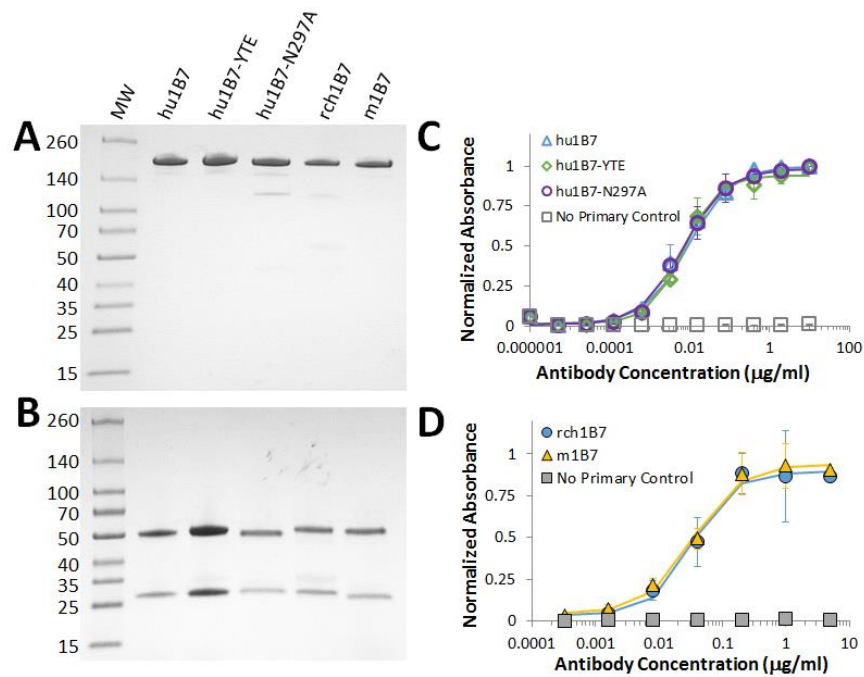 MW
hu1B7
hu1B7-YTE
hu1B7-N297A
rch1B7
m1B7
A
260
140
100
70
50
40
35
25
15
B
260
140
100
70
50
40
35
25
15
C
hu1B7
hu1B7-YTE
hu1B7-N297A
No Primary Control
Normalized Absorbance
1
0.75
0.5
0.25
0
0.000001 0.0001 0.01 1 100
Antibody Concentration (µg/ml)
D
rch1B7
m1B7
No Primary Control
Normalized Absorbance
1
0.75
0.5
0.25
0
0.0001 0.001 0.01 0.1 1 10
Antibody Concentration (µg/ml)